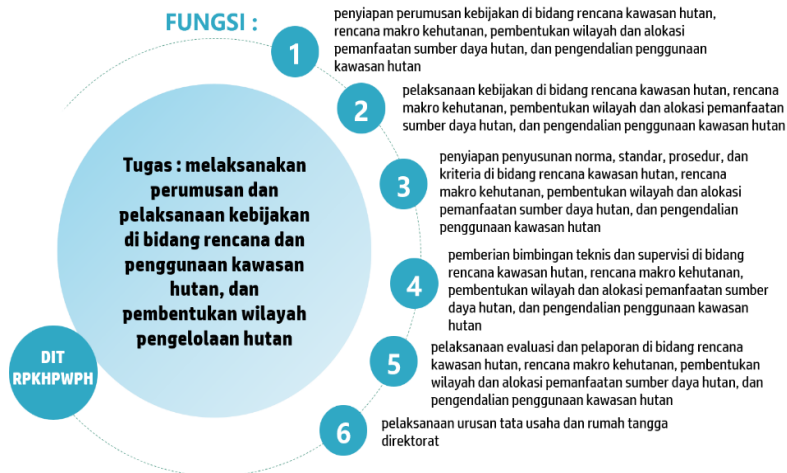 FUNGSI :
1
penyiapan perumusan kebijakan di bidang rencana kawasan hutan,
rencana makro kehutanan, pembentukan wilayah dan alokasi
pemanfaatan sumber daya hutan, dan pengendalian penggunaan
kawasan hutan
2
pelaksanaan kebijakan di bidang rencana kawasan hutan, rencana
makro kehutanan, pembentukan wilayah dan alokasi pemanfaatan
sumber daya hutan, dan pengendalian penggunaan kawasan hutan
Tugas : melaksanakan
perumusan dan
pelaksanaan kebijakan
di bidang rencana dan
penggunaan kawasan
hutan, dan
pembentukan wilayah
pengelolaan hutan
3
penyiapan penyusunan norma, standar, prosedur, dan
kriteria di bidang rencana kawasan hutan, rencana
makro kehutanan, pembentukan wilayah dan alokasi
pemanfaatan sumber daya hutan, dan pengendalian
penggunaan kawasan hutan
4
pemberian bimbingan teknis dan supervisi di bidang
rencana kawasan hutan, rencana makro kehutanan,
pembentukan wilayah dan alokasi pemanfaatan sumber
daya hutan, dan pengendalian penggunaan kawasan
hutan
DIT
RPKHPWPH
5
pelaksanaan evaluasi dan pelaporan di bidang rencana
kawasan hutan, rencana makro kehutanan, pembentukan
wilayah dan alokasi pemanfaatan sumber daya hutan, dan
pengendalian penggunaan kawasan hutan
6
pelaksanaan urusan tata usaha dan rumah tangga
direktorat